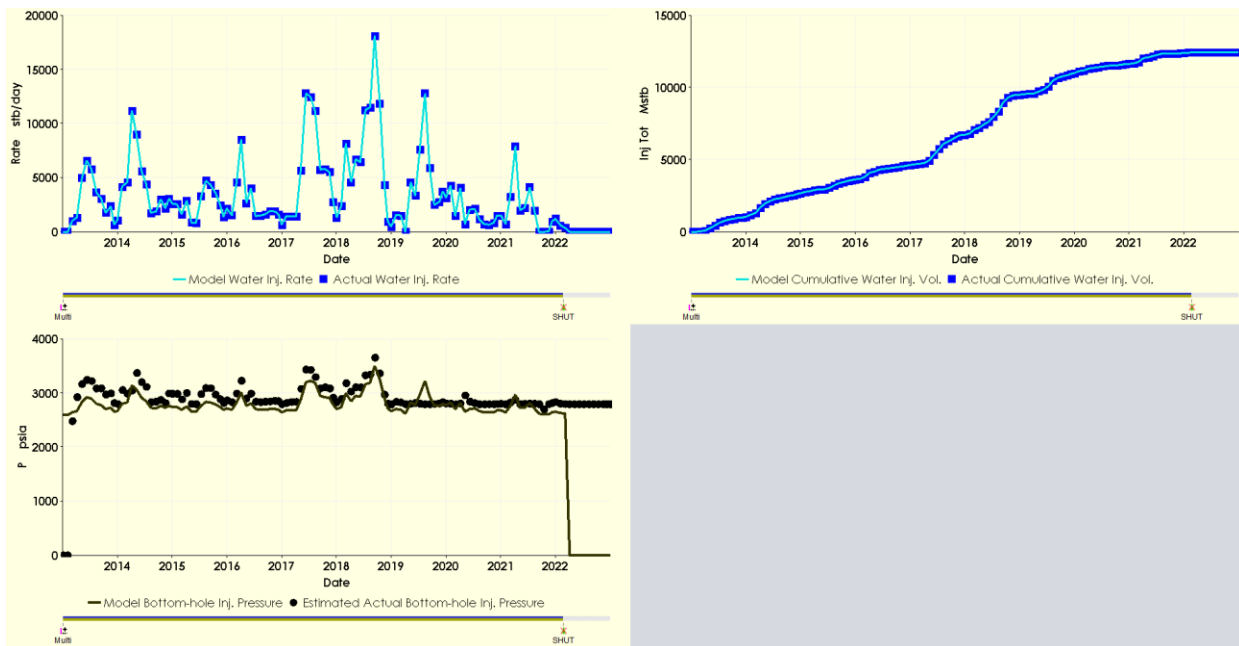 20000
15000
10000
5000
0
Rate stb/day
2014 2015 2016 2017 2018 2019 2020 2021 2022
Date
Model Water Inj. Rate Actual Water Inj. Rate
Multi SHUT
15000
10000
5000
0
Inj Tot Mstb
2014 2015 2016 2017 2018 2019 2020 2021 2022
Date
Model Cumulative Water Inj. Vol. Actual Cumulative Water Inj. Vol.
Multi SHUT
4000
3000
2000
1000
0
P psia
2014 2015 2016 2017 2018 2019 2020 2021 2022
Date
Model Bottom-hole Inj. Pressure Estimated Actual Bottom-hole Inj. Pressure
Multi SHUT